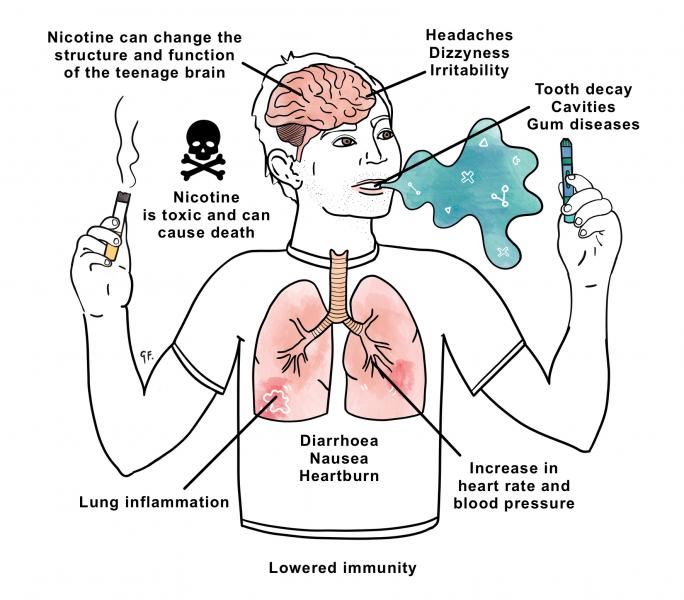 Nicotine can change the
structure and function
of the teenage brain
Headaches
Dizzyness
Irritability
Tooth decay
Cavities
Gum diseases
Nicotine
is toxic and can
cause death
GF.
Diarrhoea
Nausea
Heartburn
Lung inflammation
Increase in
heart rate and
blood pressure
Lowered immunity